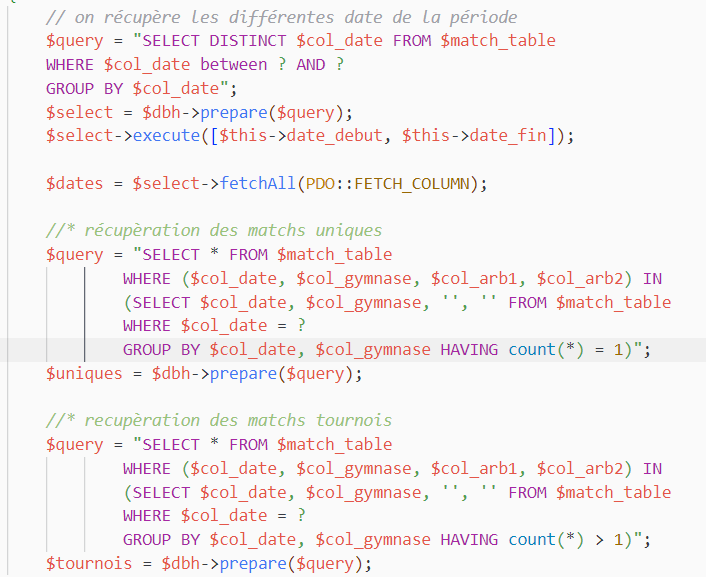 // on récupère les différentes date de la période
$query = "SELECT DISTINCT $col_date FROM $match_table
WHERE $col_date between ? AND ?
GROUP BY $col_date";
$select = $dbh->prepare($query);
$select->execute([$this->date_debut, $this->date_fin]);
$dates = $select->fetchAll(PDO::FETCH_COLUMN);
//* récupèration des matchs uniques
$query = "SELECT * FROM $match_table
WHERE ($col_date, $col_gymnase, $col_arb1, $col_arb2) IN
(SELECT $col_date, $col_gymnase, '', '' FROM $match_table
WHERE $col_date = ?
GROUP BY $col_date, $col_gymnase HAVING count(*) = 1)";
$uniques = $dbh->prepare($query);
//* recupèration des matchs tournois
$query = "SELECT * FROM $match_table
WHERE ($col_date, $col_gymnase, $col_arb1, $col_arb2) IN
(SELECT $col_date, $col_gymnase, '', '' FROM $match_table
WHERE $col_date = ?
GROUP BY $col_date, $col_gymnase HAVING count(*) > 1)";
$tournois = $dbh->prepare($query);